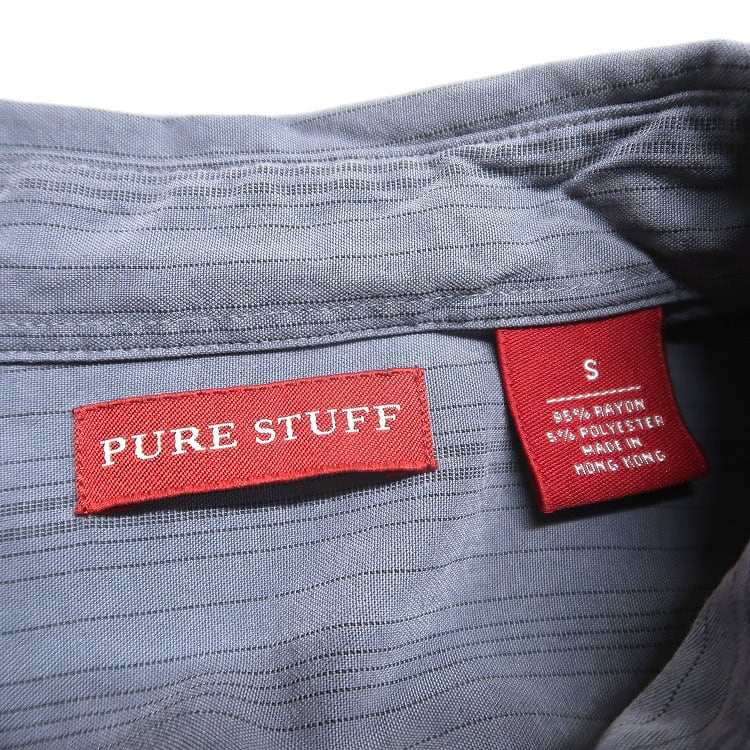 PURE STUFF
S
95% RAYON
5% POLYESTER
MADE IN
HONG KONG